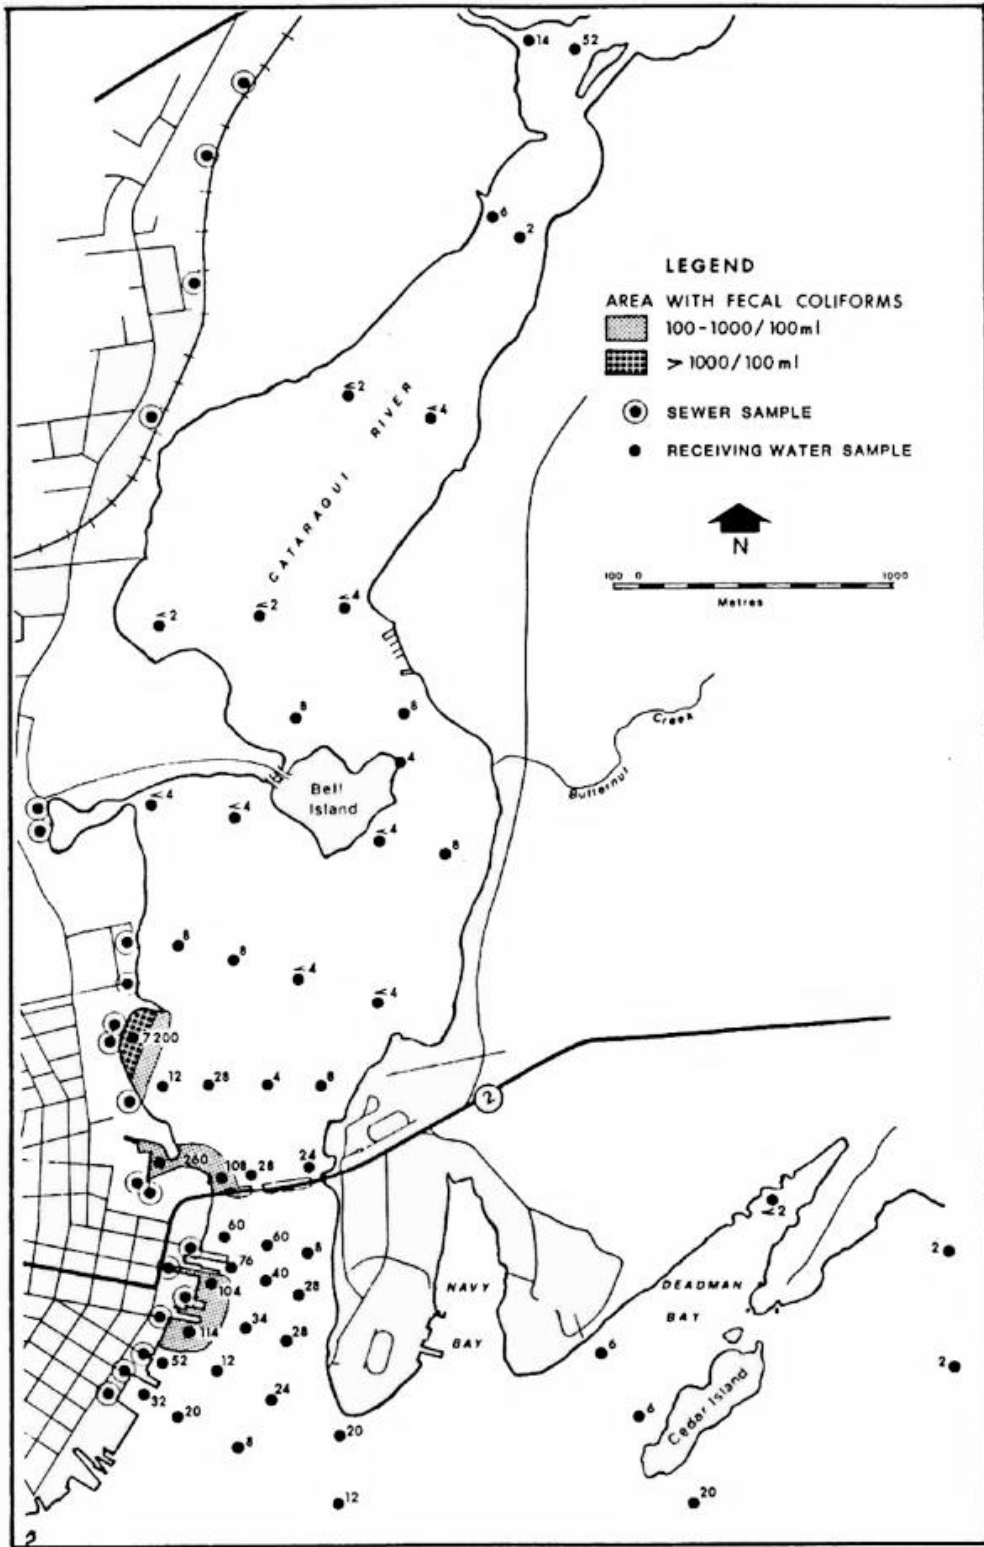 14
52
6
2
LEGEND
AREA WITH FECAL COLIFORMS
100-1000/100ml
>1000/100ml
SEWER SAMPLE
RECEIVING WATER SAMPLE
<2
<4
CATARAQUI RIVER
N
100 0 1000
Metres
<2
<2
<4
8
8
Creek
Butternut
4
Bell
Island
<4
<4
<4
8
8
8
<4
<4
7200
12
28
4
8
2
260
108
28
24
60
60
8
76
40
104
28
34
114
28
52
12
32
20
24
8
20
12
NAVY
BAY
DEADMAN
BAY
<2
2
2
6
6
Cedar Island
20